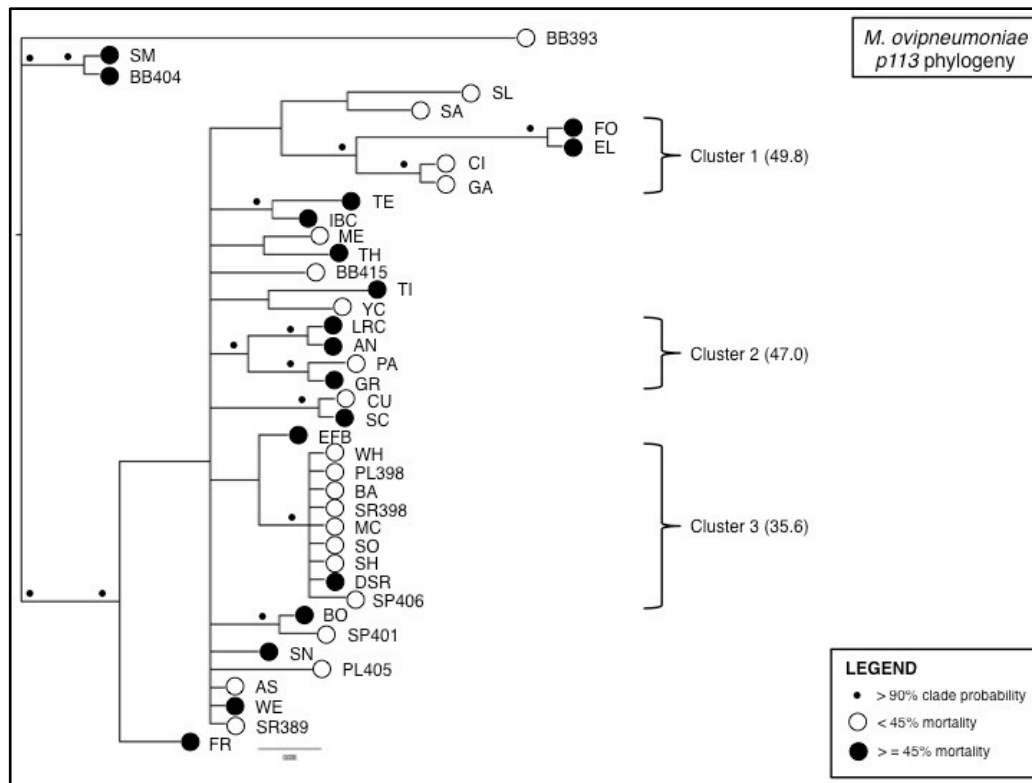 M. ovipneumoniae
p113 phylogeny
BB393
SM
BB404
SL
SA
FO
EL
Cluster 1 (49.8)
CI
GA
TE
IBC
ME
TH
BB415
TI
YC
LRC
AN
Cluster 2 (47.0)
PA
GR
CU
SC
EFB
WH
PL398
BA
SR398
MC
Cluster 3 (35.6)
SO
SH
DSR
SP406
BO
SP401
SN
PL405
AS
WE
SR389
FR
LEGEND
> 90% clade probability
< 45% mortality
> = 45% mortality